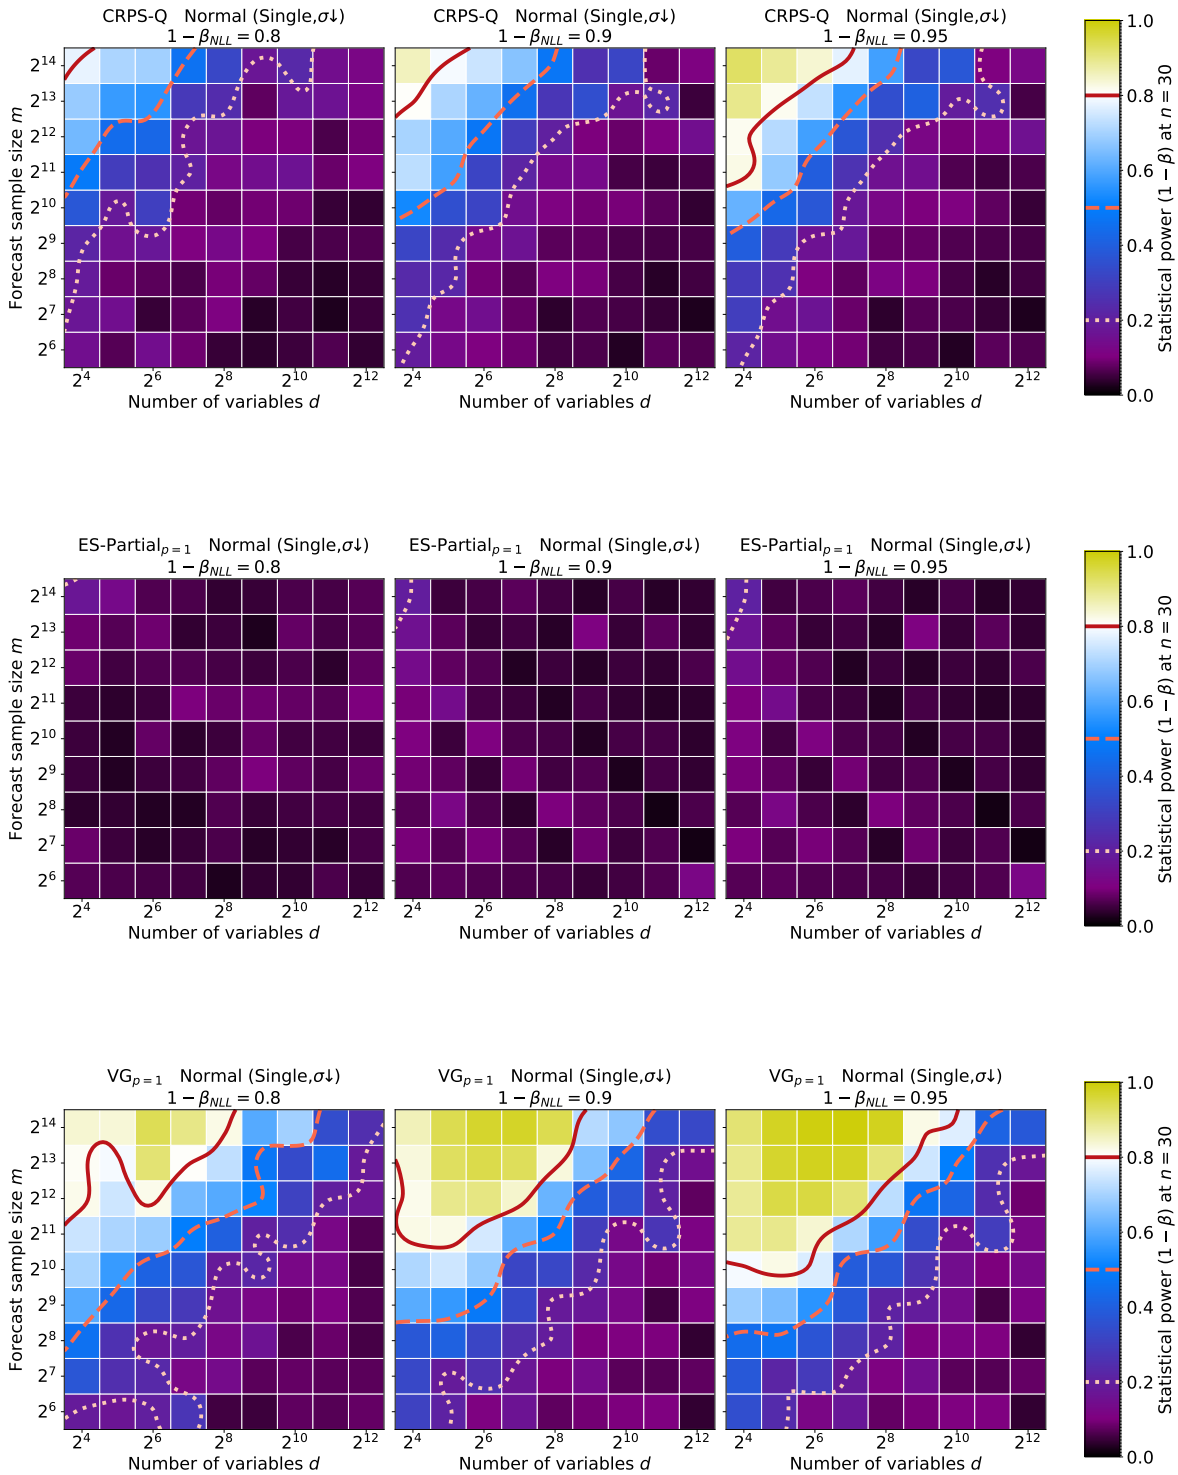 CRPS-Q Normal (Single,σ↓)
1 − β_NLL = 0.8
CRPS-Q Normal (Single,σ↓)
1 − β_NLL = 0.9
CRPS-Q Normal (Single,σ↓)
1 − β_NLL = 0.95
Forecast sample size m
2^14
2^13
2^12
2^11
2^10
2^9
2^8
2^7
2^6
2^4 2^6 2^8 2^10 2^12
2^4 2^6 2^8 2^10 2^12
2^4 2^6 2^8 2^10 2^12
Number of variables d
Number of variables d
Number of variables d
1.0
0.8
0.6
0.4
0.2
0.0
Statistical power (1 − β) at n = 30
ES-Partial_p=1 Normal (Single,σ↓)
1 − β_NLL = 0.8
ES-Partial_p=1 Normal (Single,σ↓)
1 − β_NLL = 0.9
ES-Partial_p=1 Normal (Single,σ↓)
1 − β_NLL = 0.95
Forecast sample size m
2^14
2^13
2^12
2^11
2^10
2^9
2^8
2^7
2^6
2^4 2^6 2^8 2^10 2^12
2^4 2^6 2^8 2^10 2^12
2^4 2^6 2^8 2^10 2^12
Number of variables d
Number of variables d
Number of variables d
1.0
0.8
0.6
0.4
0.2
0.0
Statistical power (1 − β) at n = 30
VG_p=1 Normal (Single,σ↓)
1 − β_NLL = 0.8
VG_p=1 Normal (Single,σ↓)
1 − β_NLL = 0.9
VG_p=1 Normal (Single,σ↓)
1 − β_NLL = 0.95
Forecast sample size m
2^14
2^13
2^12
2^11
2^10
2^9
2^8
2^7
2^6
2^4 2^6 2^8 2^10 2^12
2^4 2^6 2^8 2^10 2^12
2^4 2^6 2^8 2^10 2^12
Number of variables d
Number of variables d
Number of variables d
1.0
0.8
0.6
0.4
0.2
0.0
Statistical power (1 − β) at n = 30